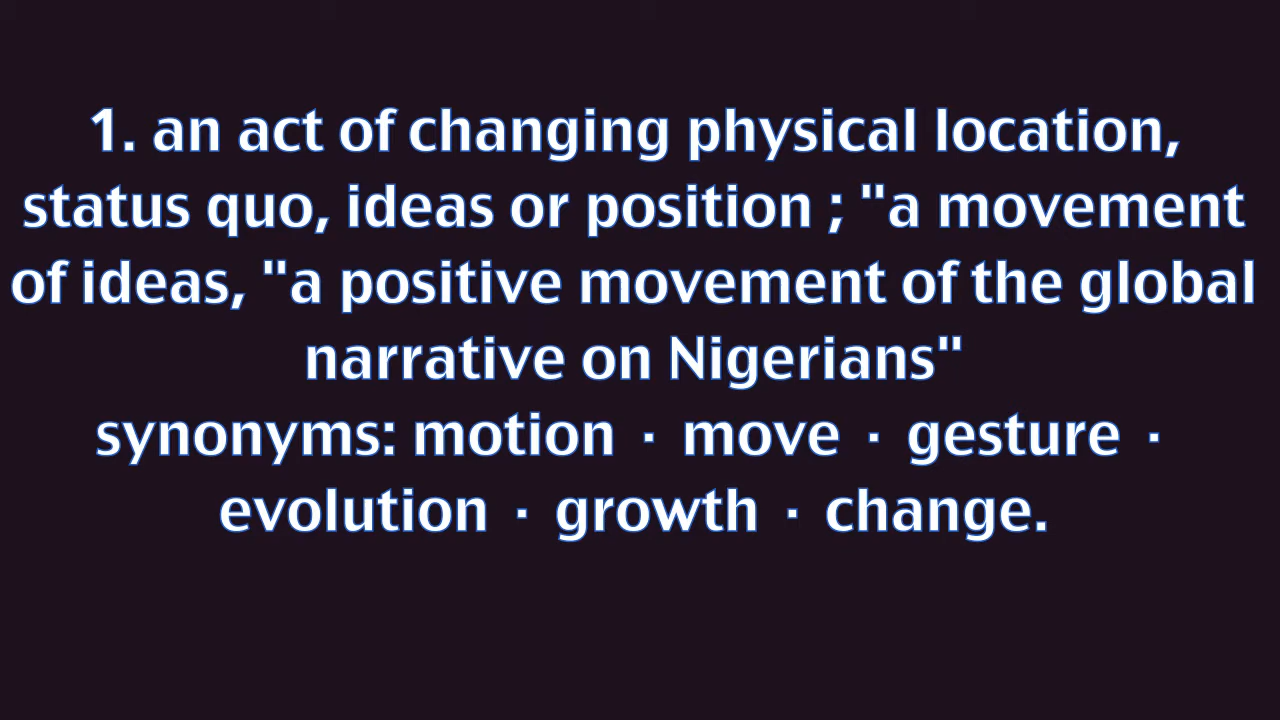 1. an act of changing physical location,
status quo, ideas or position ; "a movement
of ideas, "a positive movement of the global
narrative on Nigerians"
synonyms: motion · move · gesture ·
evolution · growth · change.